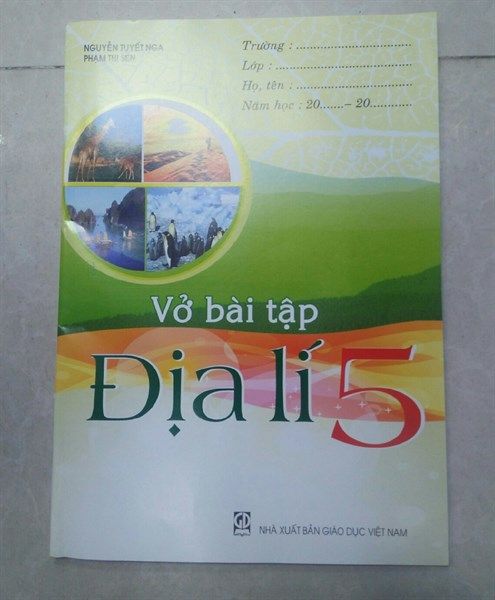 NGUYỄN TUYẾT NGA
PHẠM THỊ SEN
Trường : ................................
Lớp : ......................................
Họ, tên : ................................
Năm học : 20.......– 20............
Vở bài tập
Địa lí 5
GD
NHÀ XUẤT BẢN GIÁO DỤC VIỆT NAM